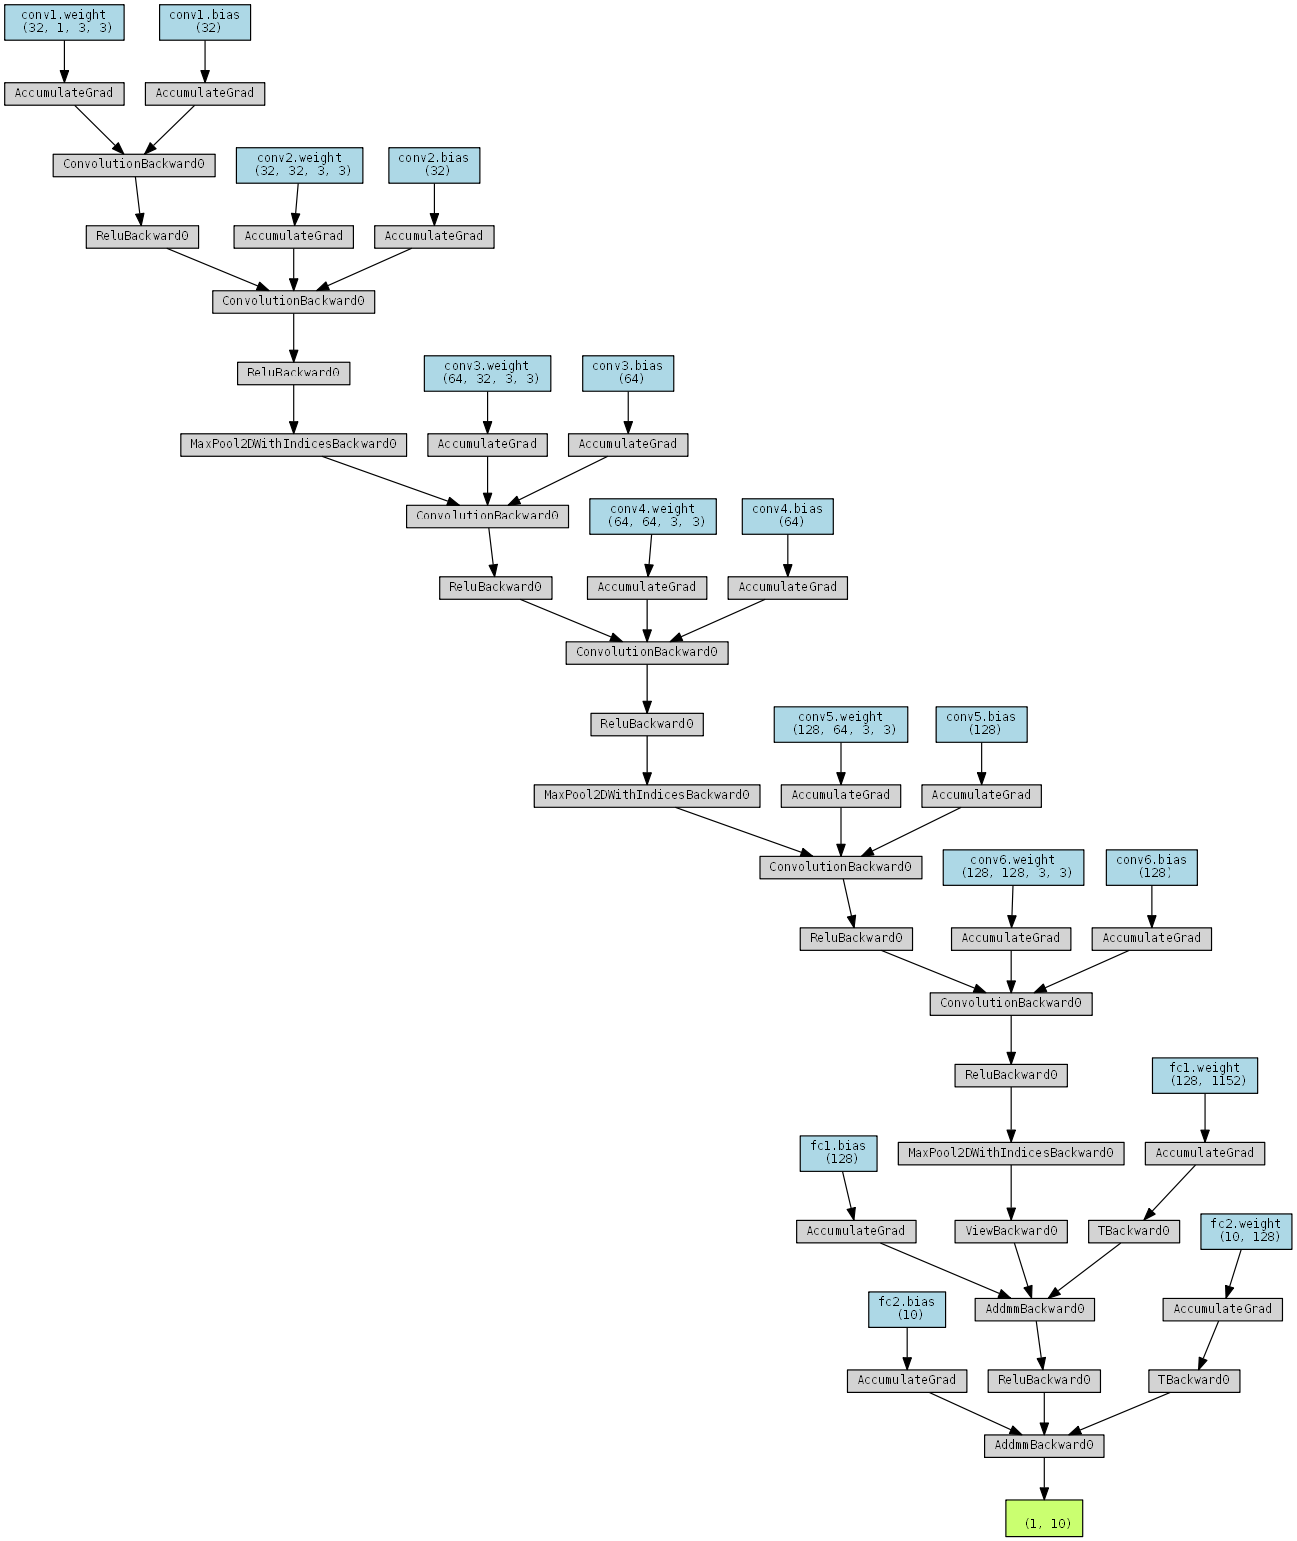 conv1.weight
(32, 1, 3, 3)
conv1.bias
(32)
AccumulateGrad
AccumulateGrad
ConvolutionBackward0
conv2.weight
(32, 32, 3, 3)
conv2.bias
(32)
ReluBackward0
AccumulateGrad
AccumulateGrad
ConvolutionBackward0
ReluBackward0
conv3.weight
(64, 32, 3, 3)
conv3.bias
(64)
MaxPool2DWithIndicesBackward0
AccumulateGrad
AccumulateGrad
ConvolutionBackward0
conv4.weight
(64, 64, 3, 3)
conv4.bias
(64)
ReluBackward0
AccumulateGrad
AccumulateGrad
ConvolutionBackward0
ReluBackward0
conv5.weight
(128, 64, 3, 3)
conv5.bias
(128)
MaxPool2DWithIndicesBackward0
AccumulateGrad
AccumulateGrad
ConvolutionBackward0
conv6.weight
(128, 128, 3, 3)
conv6.bias
(128)
ReluBackward0
AccumulateGrad
AccumulateGrad
ConvolutionBackward0
ReluBackward0
fc1.weight
(128, 1152)
fc1.bias
(128)
MaxPool2DWithIndicesBackward0
AccumulateGrad
AccumulateGrad
ViewBackward0
TBackward0
fc2.weight
(10, 128)
fc2.bias
(10)
AddmmBackward0
AccumulateGrad
AccumulateGrad
ReluBackward0
TBackward0
AddmmBackward0
(1, 10)